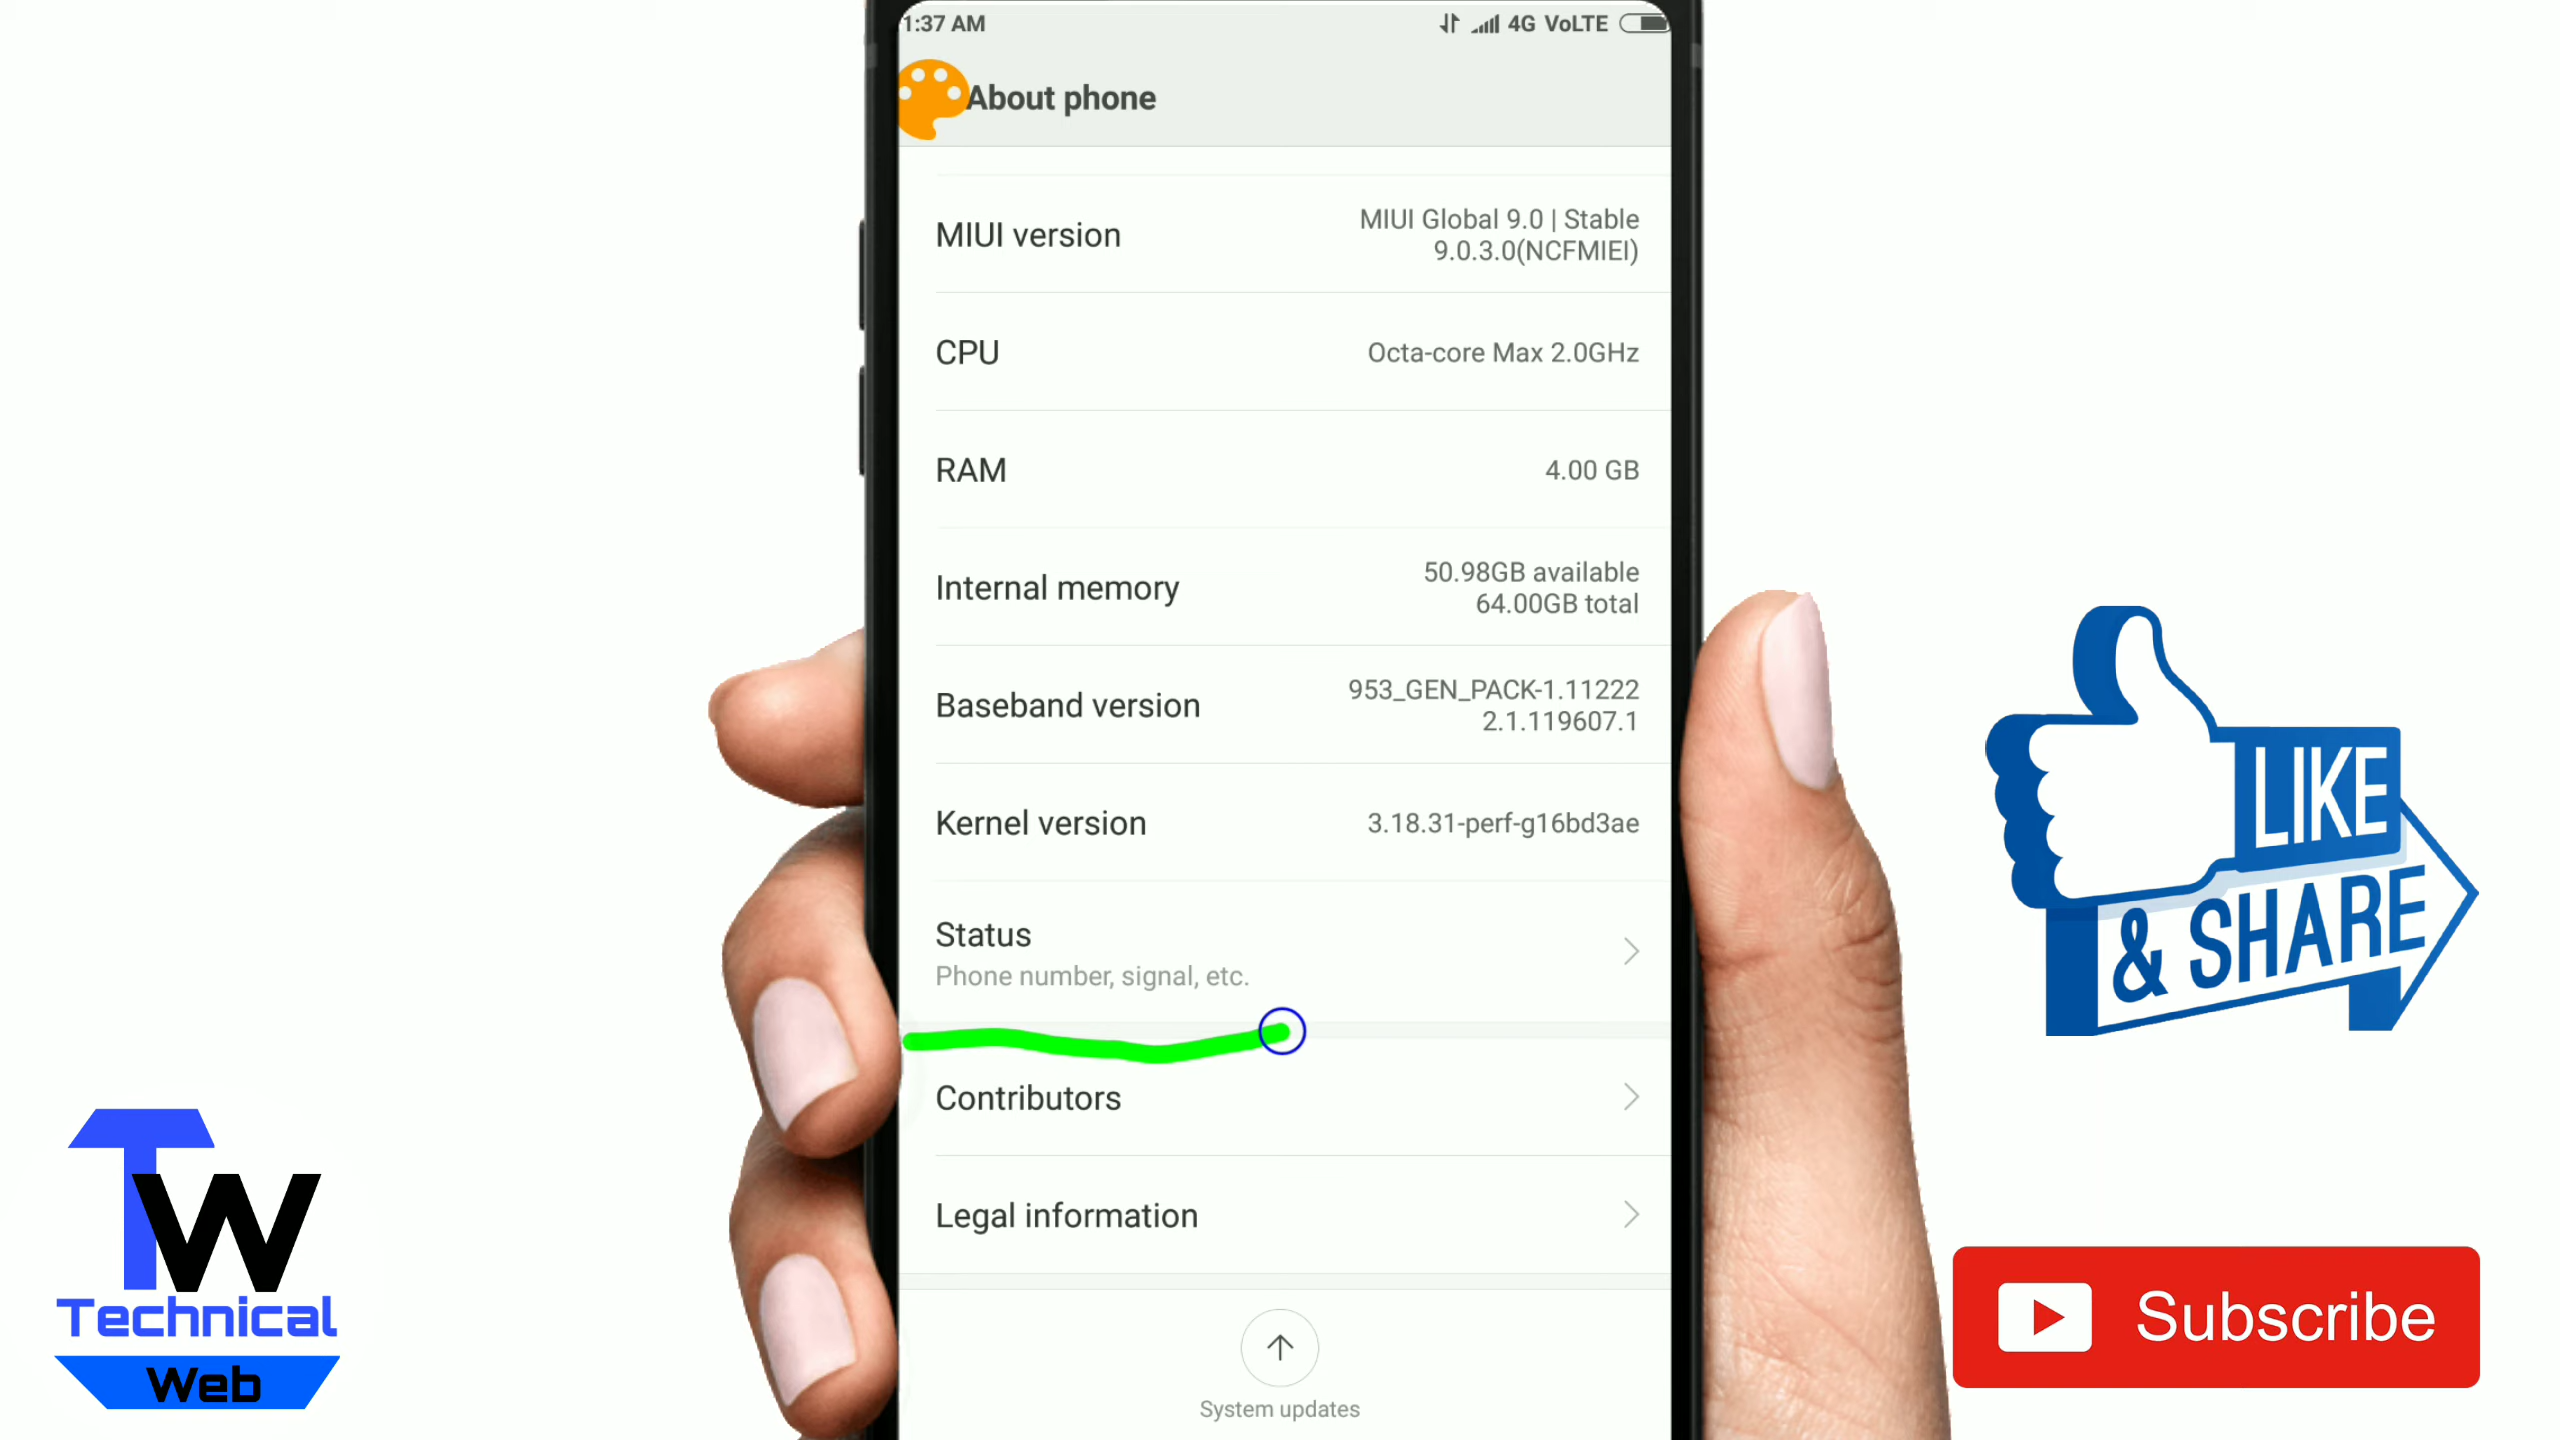 1:37 AM
4G VoLTE
About phone
MIUI version
MIUI Global 9.0 | Stable
9.0.3.0(NCFMIEI)
CPU
Octa-core Max 2.0GHz
RAM
4.00 GB
Internal memory
50.98GB available
64.00GB total
Baseband version
953_GEN_PACK-1.11222
2.1.119607.1
Kernel version
3.18.31-perf-g16bd3ae
Status
Phone number, signal, etc.
Contributors
Legal information
System updates
LIKE
& SHARE
TW
Technical
Web
Subscribe